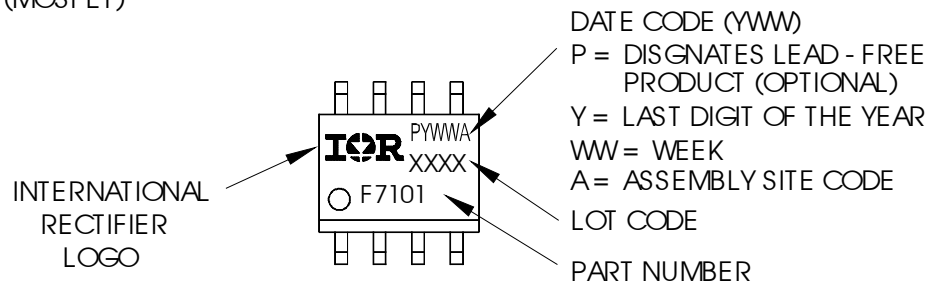 (MOSFET)
DATE CODE (YWW)
P = DISGNATES LEAD - FREE
PRODUCT (OPTIONAL)
Y = LAST DIGIT OF THE YEAR
WW = WEEK
A = ASSEMBLY SITE CODE
LOT CODE
PART NUMBER
INTERNATIONAL
RECTIFIER
LOGO
IOR PYWWA
XXXX
F7101